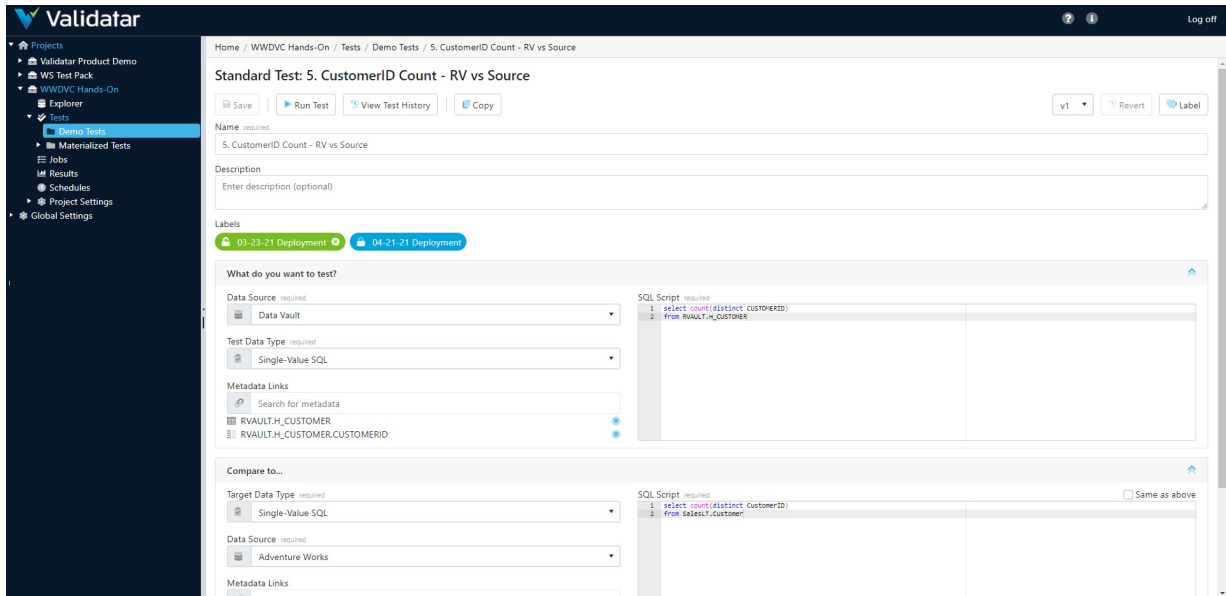 Validatar
Log off
Projects
Validatar Product Demo
WS Test Pack
WWDVC Hands-On
Explorer
Tests
Demo Tests
Materialized Tests
Jobs
Results
Schedules
Project Settings
Global Settings
Home / WWDVC Hands-On / Tests / Demo Tests / 5. CustomerID Count - RV vs Source
Standard Test: 5. CustomerID Count - RV vs Source
Save Run Test View Test History Copy v1 Revert Label
Name required
5. CustomerID Count - RV vs Source
Description
Enter description (optional)
Labels
03-23-21 Deployment 04-21-21 Deployment
What do you want to test?
Data Source required
Data Vault
Test Data Type required
Single-Value SQL
Metadata Links
Search for metadata
RVAULT.H_CUSTOMER
RVAULT.H_CUSTOMER.CUSTOMERID
SQL Script required
1 select count(distinct CUSTOMERID)
2 from RVAULT.H_CUSTOMER
Compare to...
Target Data Type required
Single-Value SQL
Data Source required
Adventure Works
Metadata Links
SQL Script required Same as above
1 select count(distinct CustomerID)
2 from SalesLT.Customer